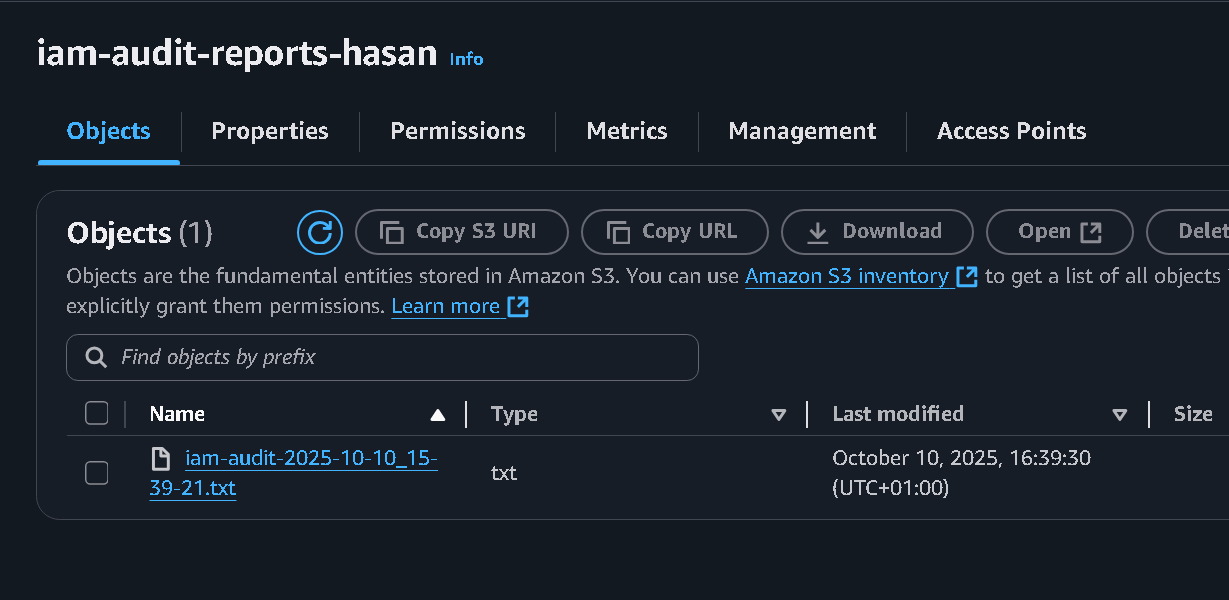 iam-audit-reports-hasan Info
Objects Properties Permissions Metrics Management Access Points
Objects (1) Copy S3 URI Copy URL Download Open Delet
Objects are the fundamental entities stored in Amazon S3. You can use Amazon S3 inventory to get a list of all objects
explicitly grant them permissions. Learn more
Find objects by prefix
Name Type Last modified Size
iam-audit-2025-10-10_15- txt October 10, 2025, 16:39:30
39-21.txt (UTC+01:00)